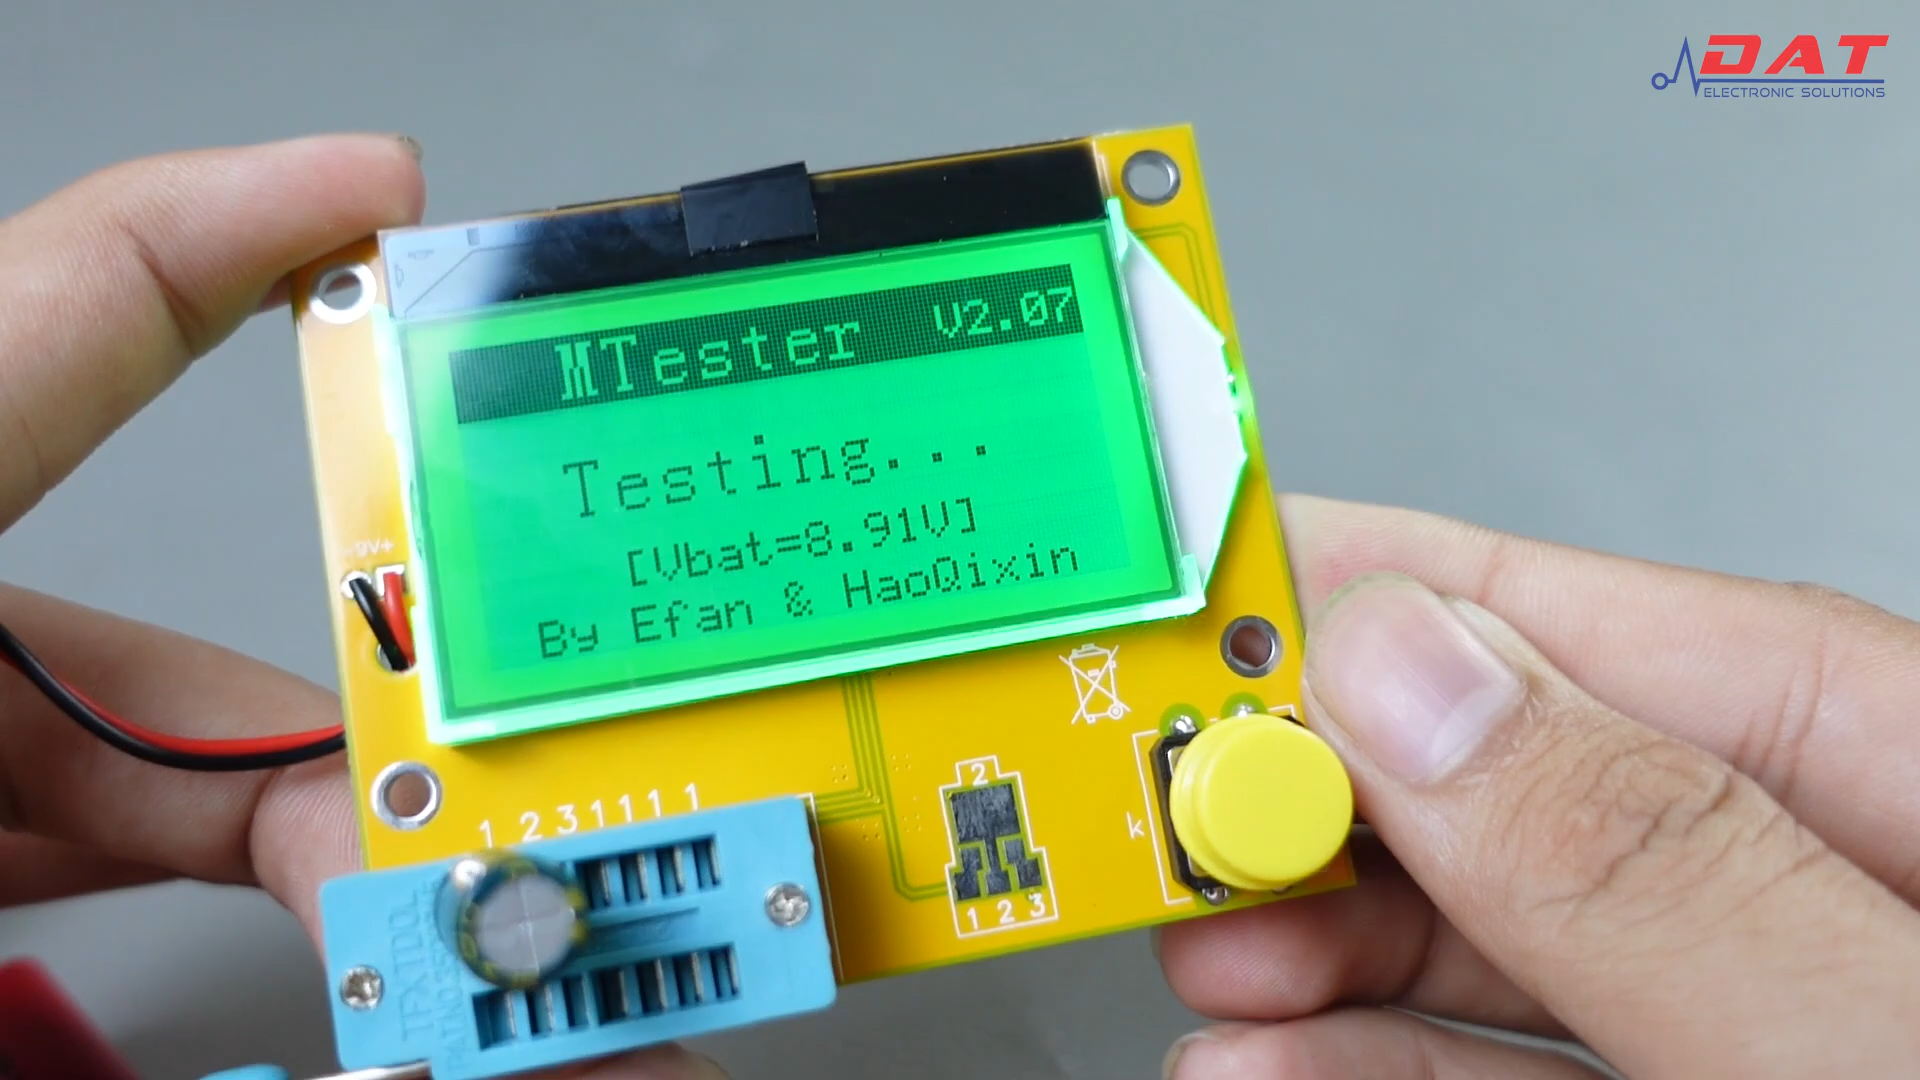 DAT
ELECTRONIC SOLUTIONS
MTester V2.07
Testing...
[Vbat=8.91V]
By Efan & HaoQixin
-9V+
2
k
1 2 3 1 1 1 1
1 2 3
TFXTDOL